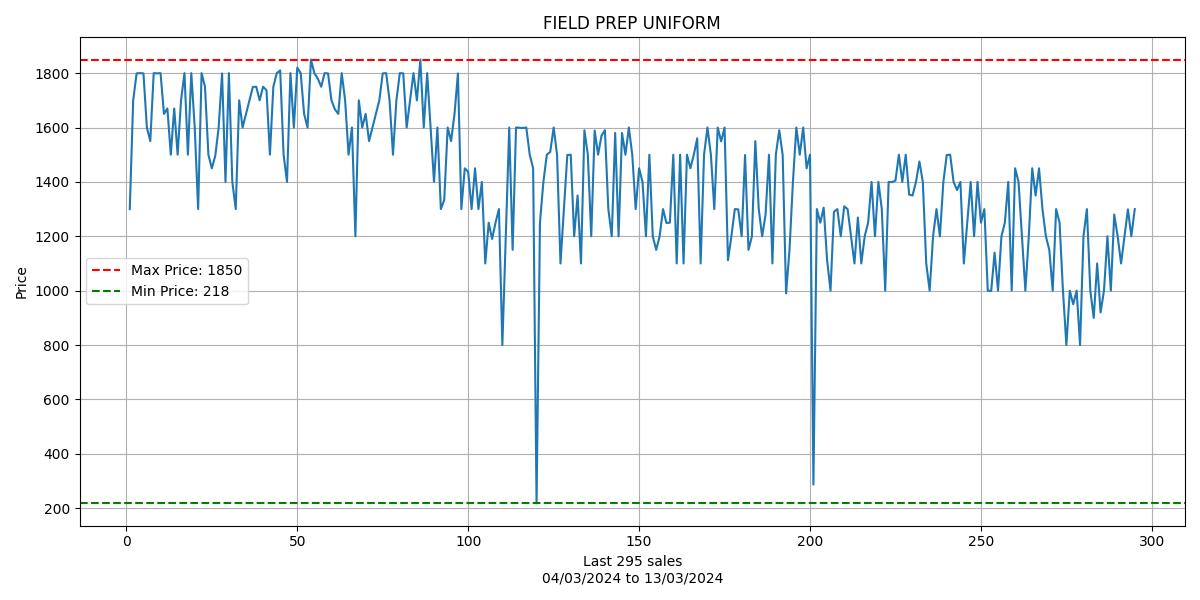 FIELD PREP UNIFORM
Price
1800
1600
1400
1200
1000
800
600
400
200
Max Price: 1850
Min Price: 218
0 50 100 150 200 250 300
Last 295 sales
04/03/2024 to 13/03/2024